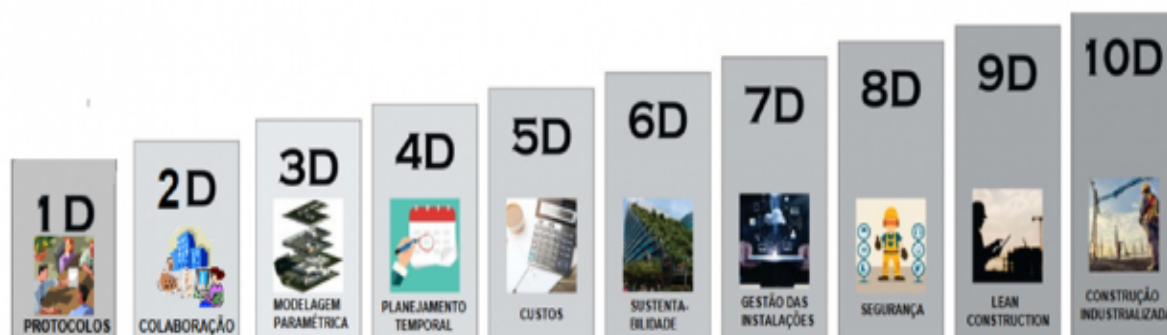 1D
PROTOCOLOS
2D
COLABORAÇÃO
3D
MODELAGEM
PARAMÉTRICA
4D
PLANEJAMENTO
TEMPORAL
5D
CUSTOS
6D
SUSTENTA-
BILIDADE
7D
GESTÃO DAS
INSTALAÇÕES
8D
SEGURANÇA
9D
LEAN
CONSTRUCTION
10D
CONSTRUÇÃO
INDUSTRIALIZADA